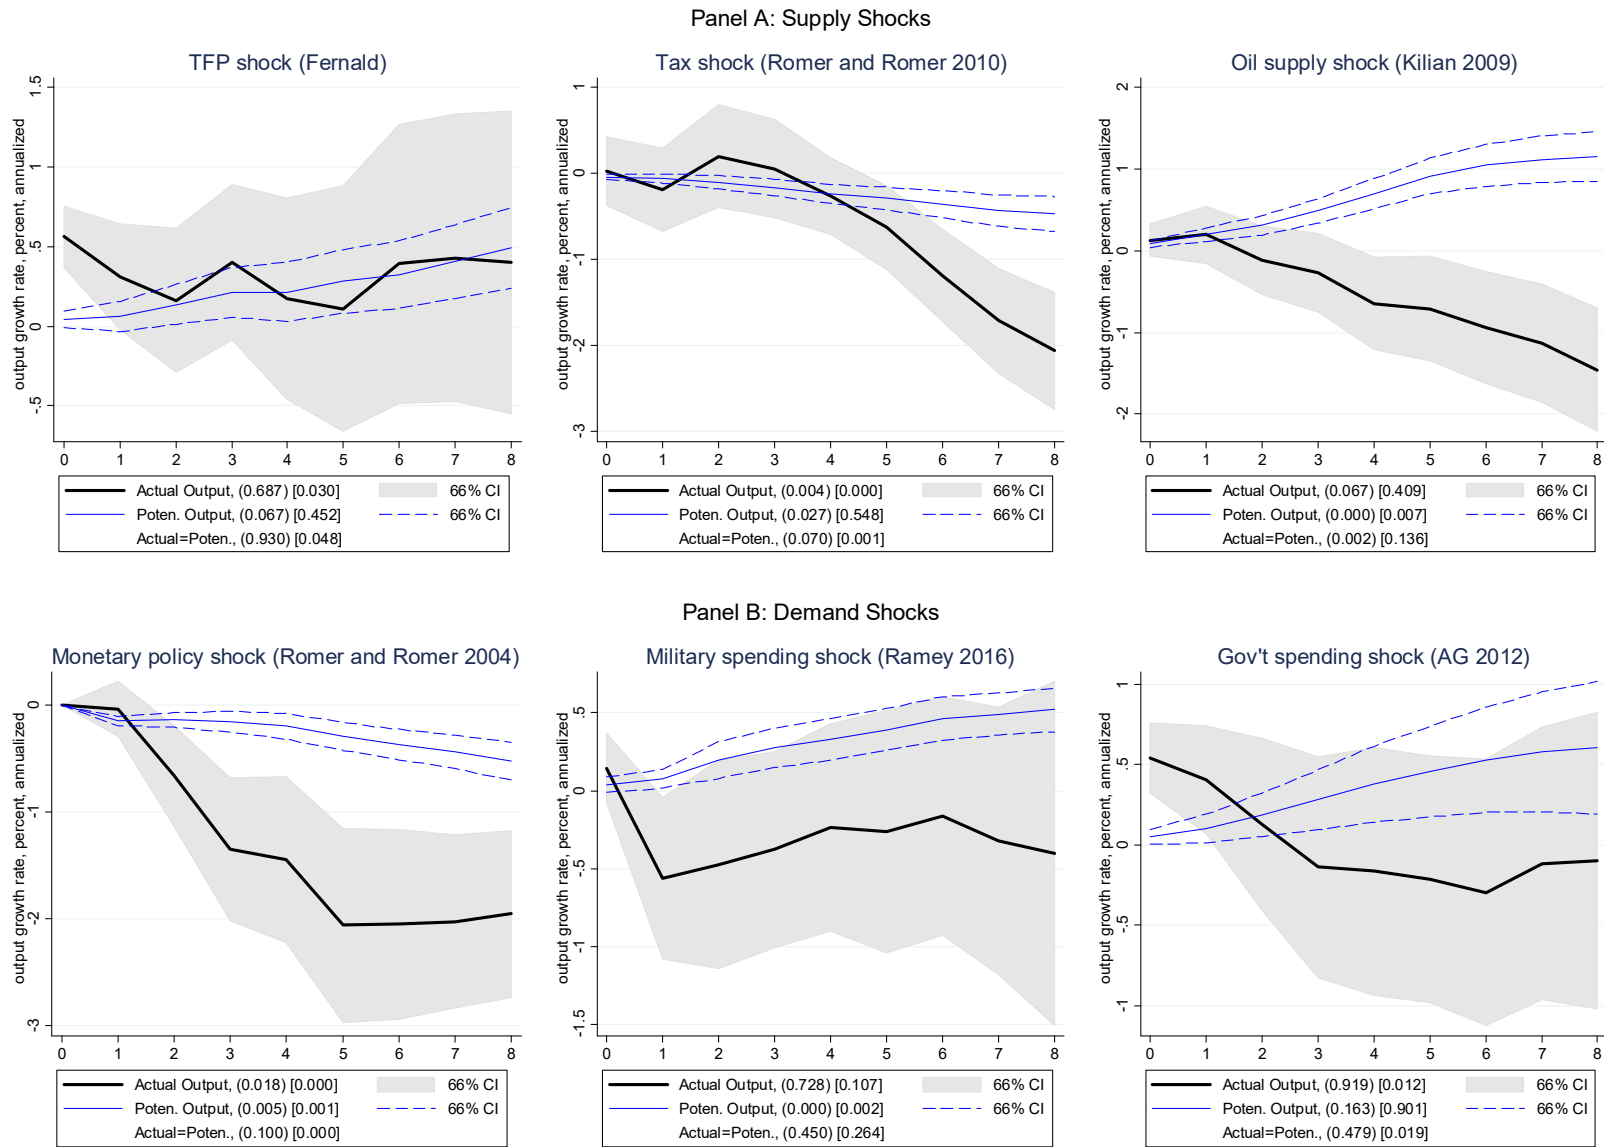 Panel A: Supply Shocks
TFP shock (Fernald)
output growth rate, percent, annualized
1.5
1
.5
0
-.5
0 1 2 3 4 5 6 7 8
Actual Output, (0.687) [0.030] 66% CI
Poten. Output, (0.067) [0.452] 66% CI
Actual=Poten., (0.930) [0.048]
Tax shock (Romer and Romer 2010)
output growth rate, percent, annualized
1
0
-1
-2
-3
0 1 2 3 4 5 6 7 8
Actual Output, (0.004) [0.000] 66% CI
Poten. Output, (0.027) [0.548] 66% CI
Actual=Poten., (0.070) [0.001]
Oil supply shock (Kilian 2009)
output growth rate, percent, annualized
2
1
0
-1
-2
0 1 2 3 4 5 6 7 8
Actual Output, (0.067) [0.409] 66% CI
Poten. Output, (0.000) [0.007] 66% CI
Actual=Poten., (0.002) [0.136]
Panel B: Demand Shocks
Monetary policy shock (Romer and Romer 2004)
output growth rate, percent, annualized
0
-1
-2
-3
0 1 2 3 4 5 6 7 8
Actual Output, (0.018) [0.000] 66% CI
Poten. Output, (0.005) [0.001] 66% CI
Actual=Poten., (0.100) [0.000]
Military spending shock (Ramey 2016)
output growth rate, percent, annualized
.5
0
-.5
-1
-1.5
0 1 2 3 4 5 6 7 8
Actual Output, (0.728) [0.107] 66% CI
Poten. Output, (0.000) [0.002] 66% CI
Actual=Poten., (0.450) [0.264]
Gov't spending shock (AG 2012)
output growth rate, percent, annualized
1
.5
0
-.5
-1
0 1 2 3 4 5 6 7 8
Actual Output, (0.919) [0.012] 66% CI
Poten. Output, (0.163) [0.901] 66% CI
Actual=Poten., (0.479) [0.019]